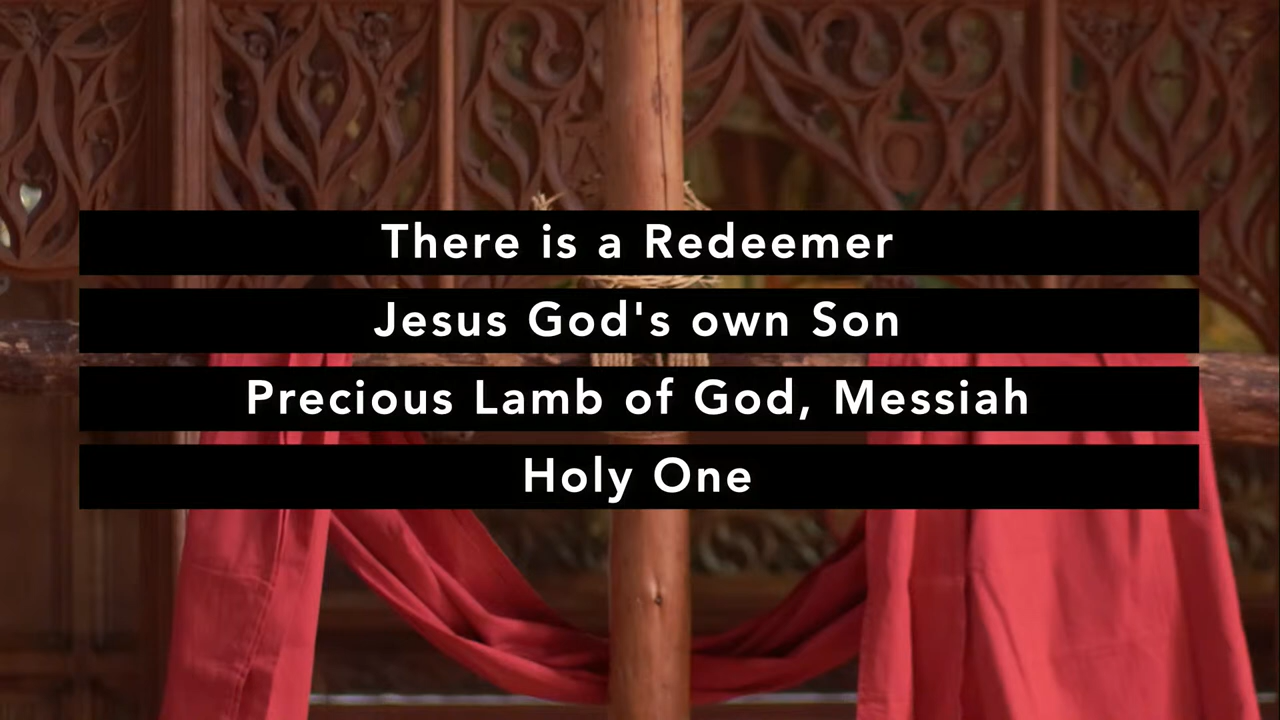 There is a Redeemer
Jesus God's own Son
Precious Lamb of God, Messiah
Holy One